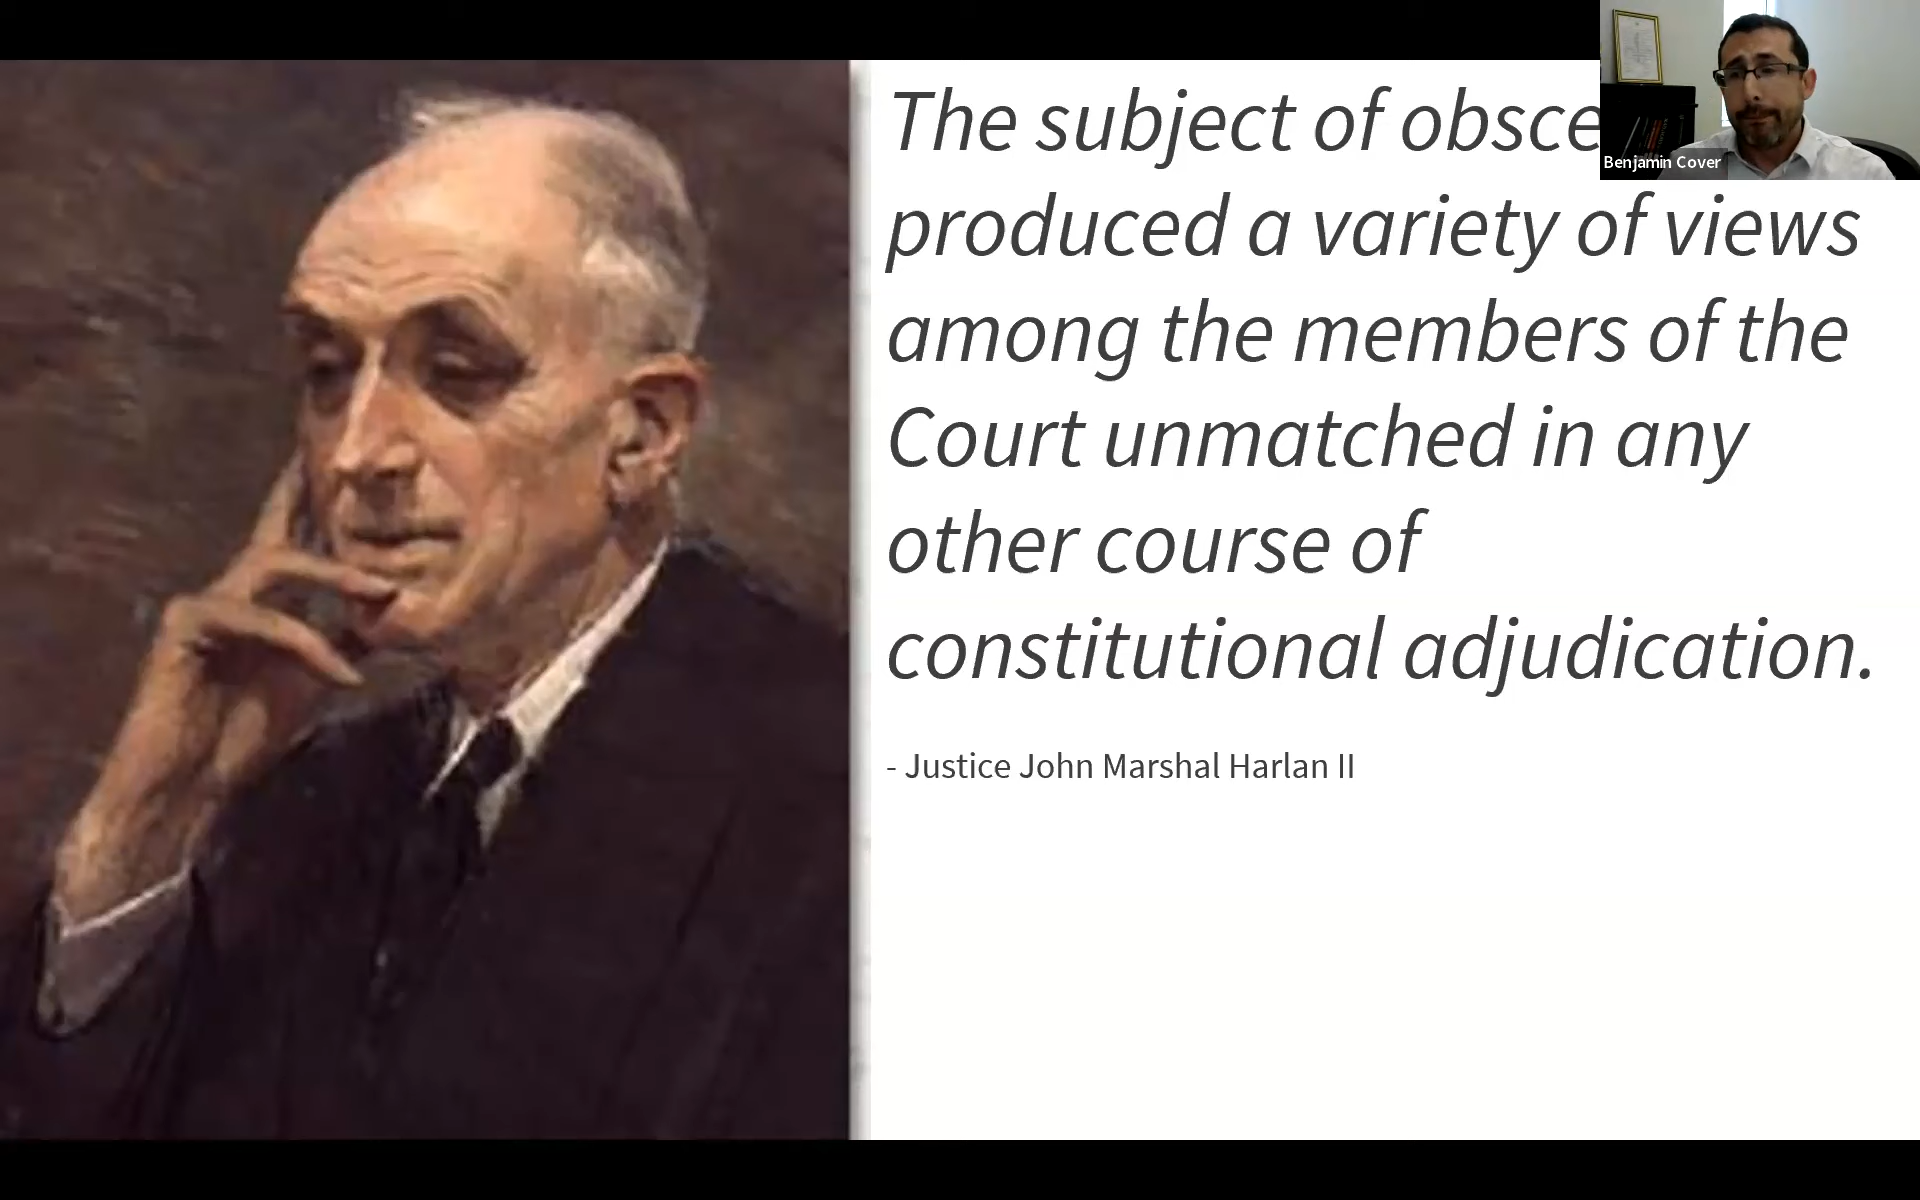 The subject of obsce
produced a variety of views
among the members of the
Court unmatched in any
other course of
constitutional adjudication.
- Justice John Marshal Harlan II
Benjamin Cover